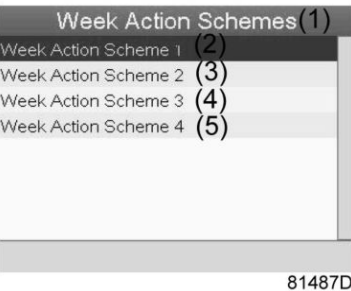 Week Action Schemes(1)
Week Action Scheme 1 (2)
Week Action Scheme 2 (3)
Week Action Scheme 3 (4)
Week Action Scheme 4 (5)
81487D